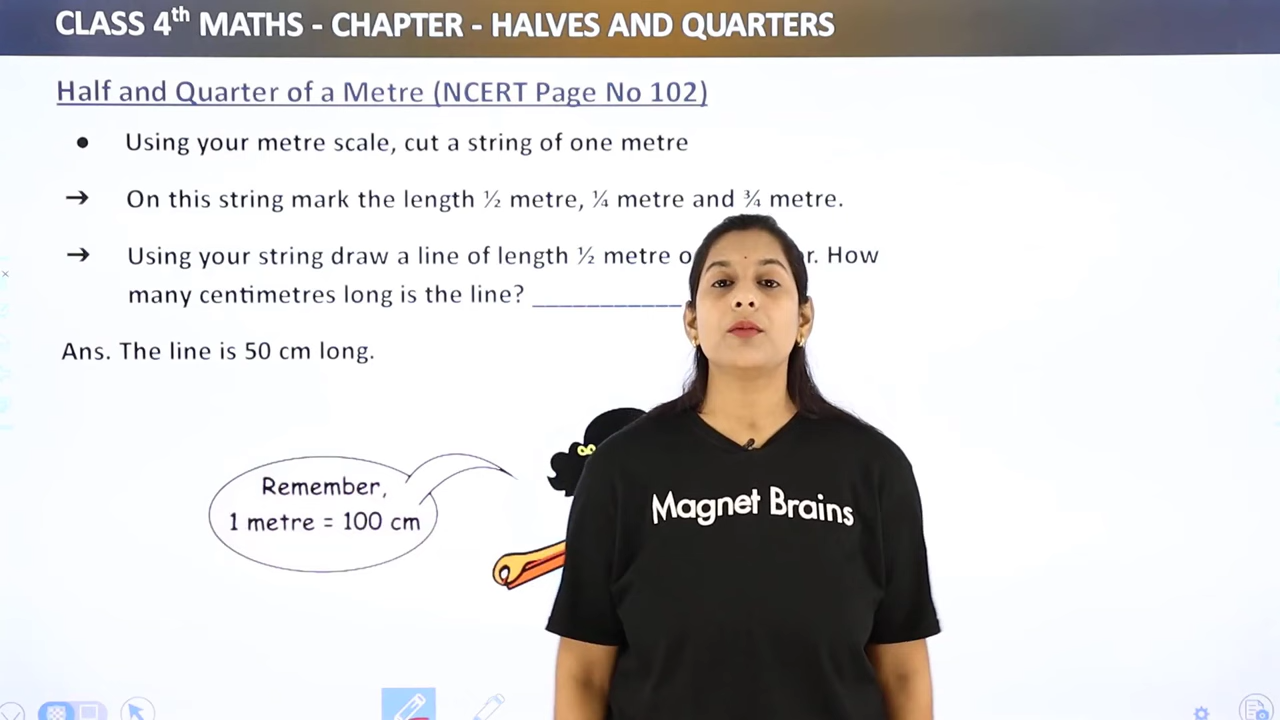 CLASS 4th MATHS - CHAPTER - HALVES AND QUARTERS
Half and Quarter of a Metre (NCERT Page No 102)
● Using your metre scale, cut a string of one metre
→ On this string mark the length ½ metre, ¼ metre and ¾ metre.
→ Using your string draw a line of length ½ metre How
many centimetres long is the line? ____________
Ans. The line is 50 cm long.
Remember,
1 metre = 100 cm
Magnet Brains